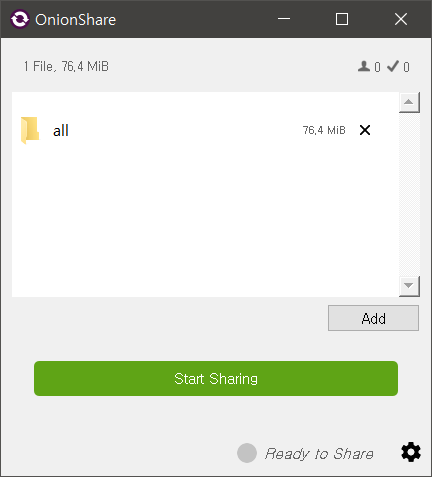 OnionShare
1 File, 76.4 MiB
0
0
all
76.4 MiB
Add
Start Sharing
Ready to Share